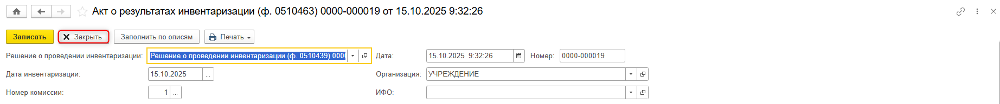 Акт о результатах инвентаризации (ф. 0510463) 0000-000019 от 15.10.2025 9:32:26
Записать Закрыть Заполнить по описям Печать
Решение о проведении инвентаризации: Решение о проведении инвентаризации (ф. 0510439) 000 Дата: 15.10.2025 9:32:26 Номер: 0000-000019
Дата инвентаризации: 15.10.2025 ... Организация: УЧРЕЖДЕНИЕ
Номер комиссии: 1 ... ИФО: